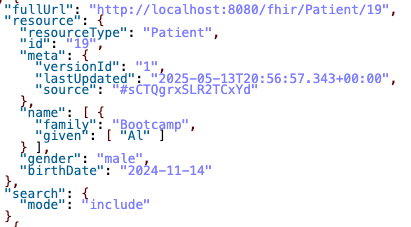 "fullUrl": "http://localhost:8080/fhir/Patient/19",
"resource": {
"resourceType": "Patient",
"id": "19",
"meta": {
"versionId": "1",
"lastUpdated": "2025-05-13T20:56:57.343+00:00",
"source": "#sCTQgrxSLR2TCxYd"
},
"name": [ {
"family": "Bootcamp",
"given": [ "Al" ]
} ],
"gender": "male",
"birthDate": "2024-11-14"
},
"search": {
"mode": "include"
}